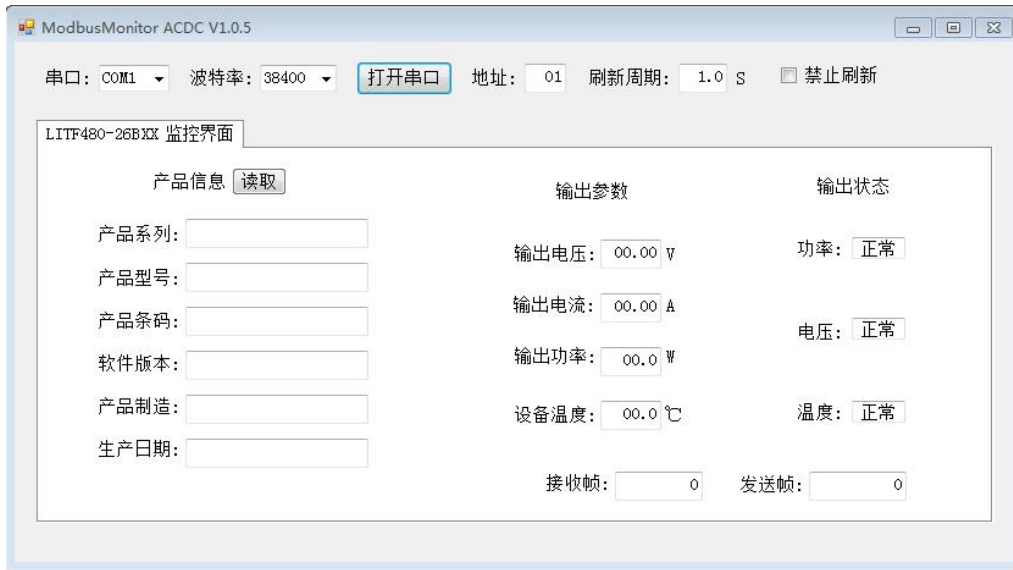 ModbusMonitor ACDC V1.0.5
串口: COM1 波特率: 38400 打开串口 地址: 01 刷新周期: 1.0 S 禁止刷新
LITF480-26BXX 监控界面
产品信息 读取 输出参数 输出状态
产品系列: 输出电压: 00.00 V 功率: 正常
产品型号:
产品条码: 输出电流: 00.00 A 电压: 正常
软件版本: 输出功率: 00.0 W
产品制造: 设备温度: 00.0 ℃ 温度: 正常
生产日期:
接收帧: 0 发送帧: 0